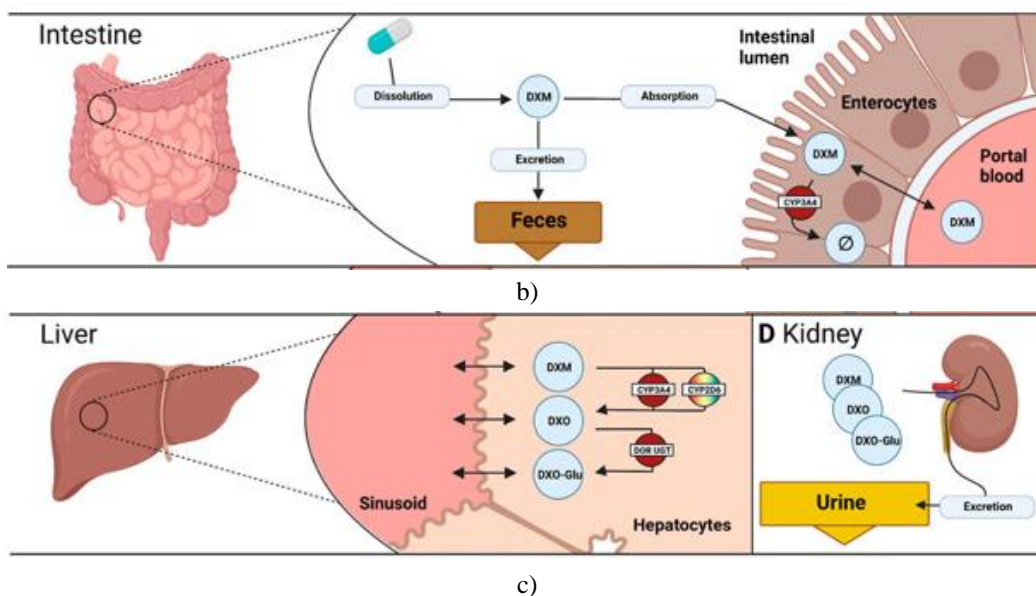 Intestine
Intestinal
lumen
Dissolution
DXM
Absorption
Enterocytes
DXM
Excretion
Portal
blood
CYP3A4
Feces
DXM
Ø
b)
Liver
D Kidney
DXM
DXM
CYP3A4
CYP2D6
DXO
DXO
DXO-Glu
DOR UGT
DXO-Glu
Sinusoid
Urine
Excretion
Hepatocytes
c)